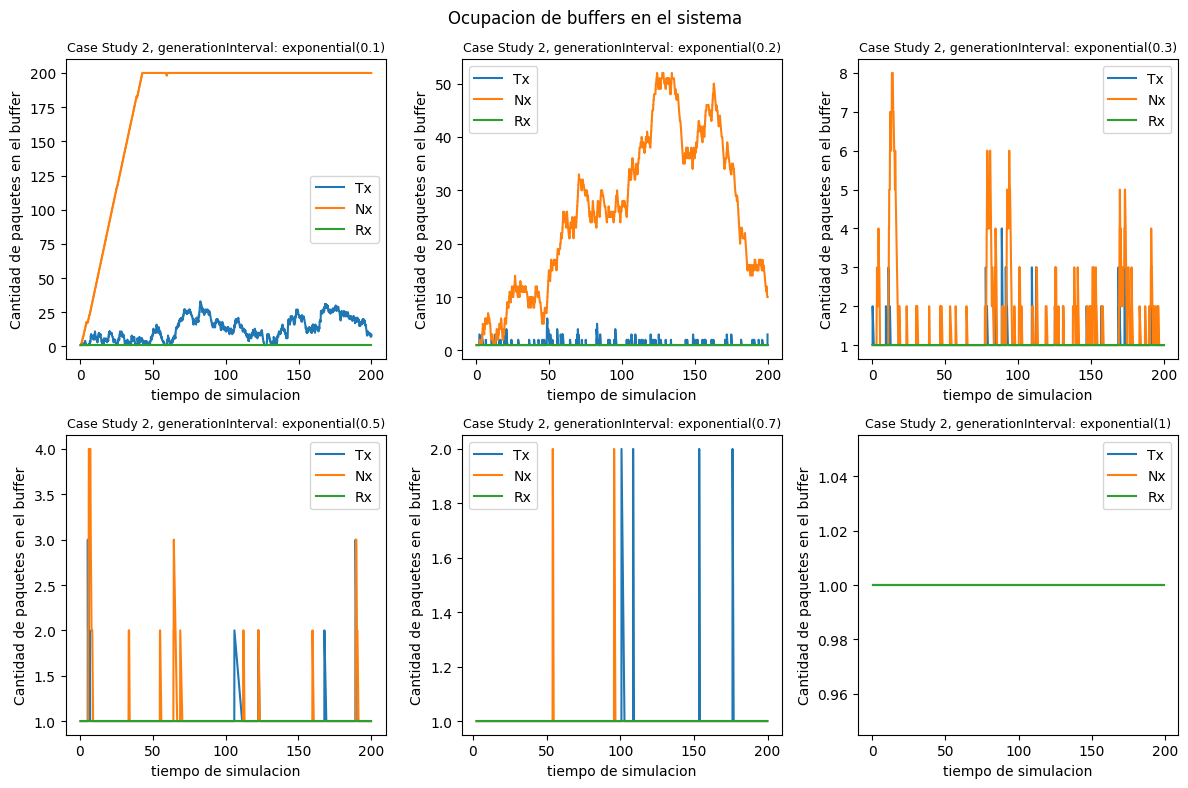 Ocupacion de buffers en el sistema
Case Study 2, generationInterval: exponential(0.1)
Cantidad de paquetes en el buffer
200
175
150
125
100
75
50
25
0
Tx
Nx
Rx
0
50
100
150
200
tiempo de simulacion
Case Study 2, generationInterval: exponential(0.2)
Cantidad de paquetes en el buffer
50
40
30
20
10
0
Tx
Nx
Rx
0
50
100
150
200
tiempo de simulacion
Case Study 2, generationInterval: exponential(0.3)
Cantidad de paquetes en el buffer
8
7
6
5
4
3
2
1
Tx
Nx
Rx
0
50
100
150
200
tiempo de simulacion
Case Study 2, generationInterval: exponential(0.5)
Cantidad de paquetes en el buffer
4.0
3.5
3.0
2.5
2.0
1.5
1.0
Tx
Nx
Rx
0
50
100
150
200
tiempo de simulacion
Case Study 2, generationInterval: exponential(0.7)
Cantidad de paquetes en el buffer
2.0
1.8
1.6
1.4
1.2
1.0
Tx
Nx
Rx
0
50
100
150
200
tiempo de simulacion
Case Study 2, generationInterval: exponential(1)
Cantidad de paquetes en el buffer
1.04
1.02
1.00
0.98
0.96
Tx
Nx
Rx
0
50
100
150
200
tiempo de simulacion